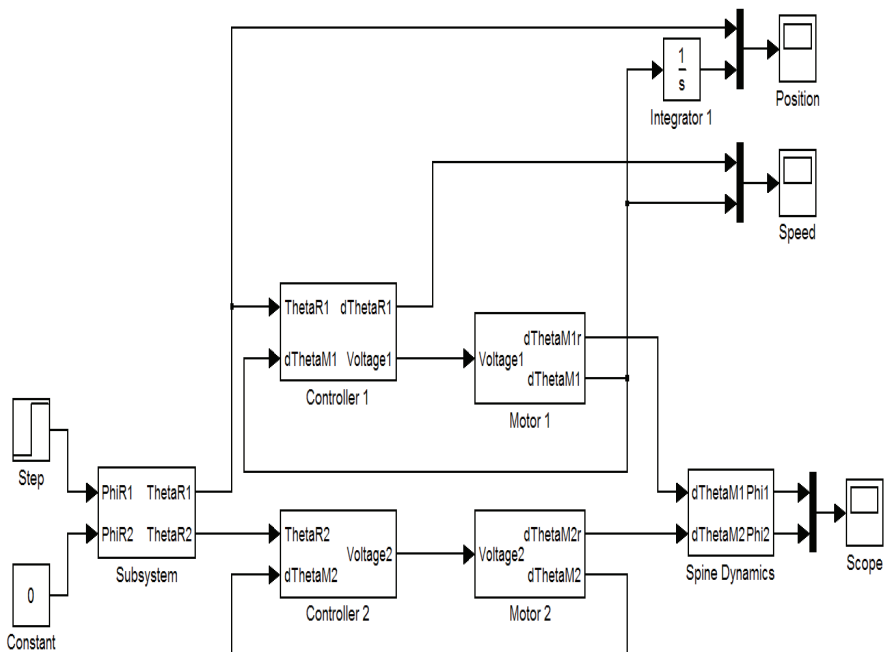 1
s
Integrator 1
Position
Speed
ThetaR1 dThetaR1
dThetaM1 Voltage1
Controller 1
Voltage1
dThetaM1r
dThetaM1
Motor 1
Step
PhiR1 ThetaR1
PhiR2 ThetaR2
Subsystem
0
Constant
ThetaR2
Voltage2
dThetaM2
Controller 2
Voltage2
dThetaM2r
dThetaM2
Motor 2
dThetaM1 Phi1
dThetaM2 Phi2
Spine Dynamics
Scope